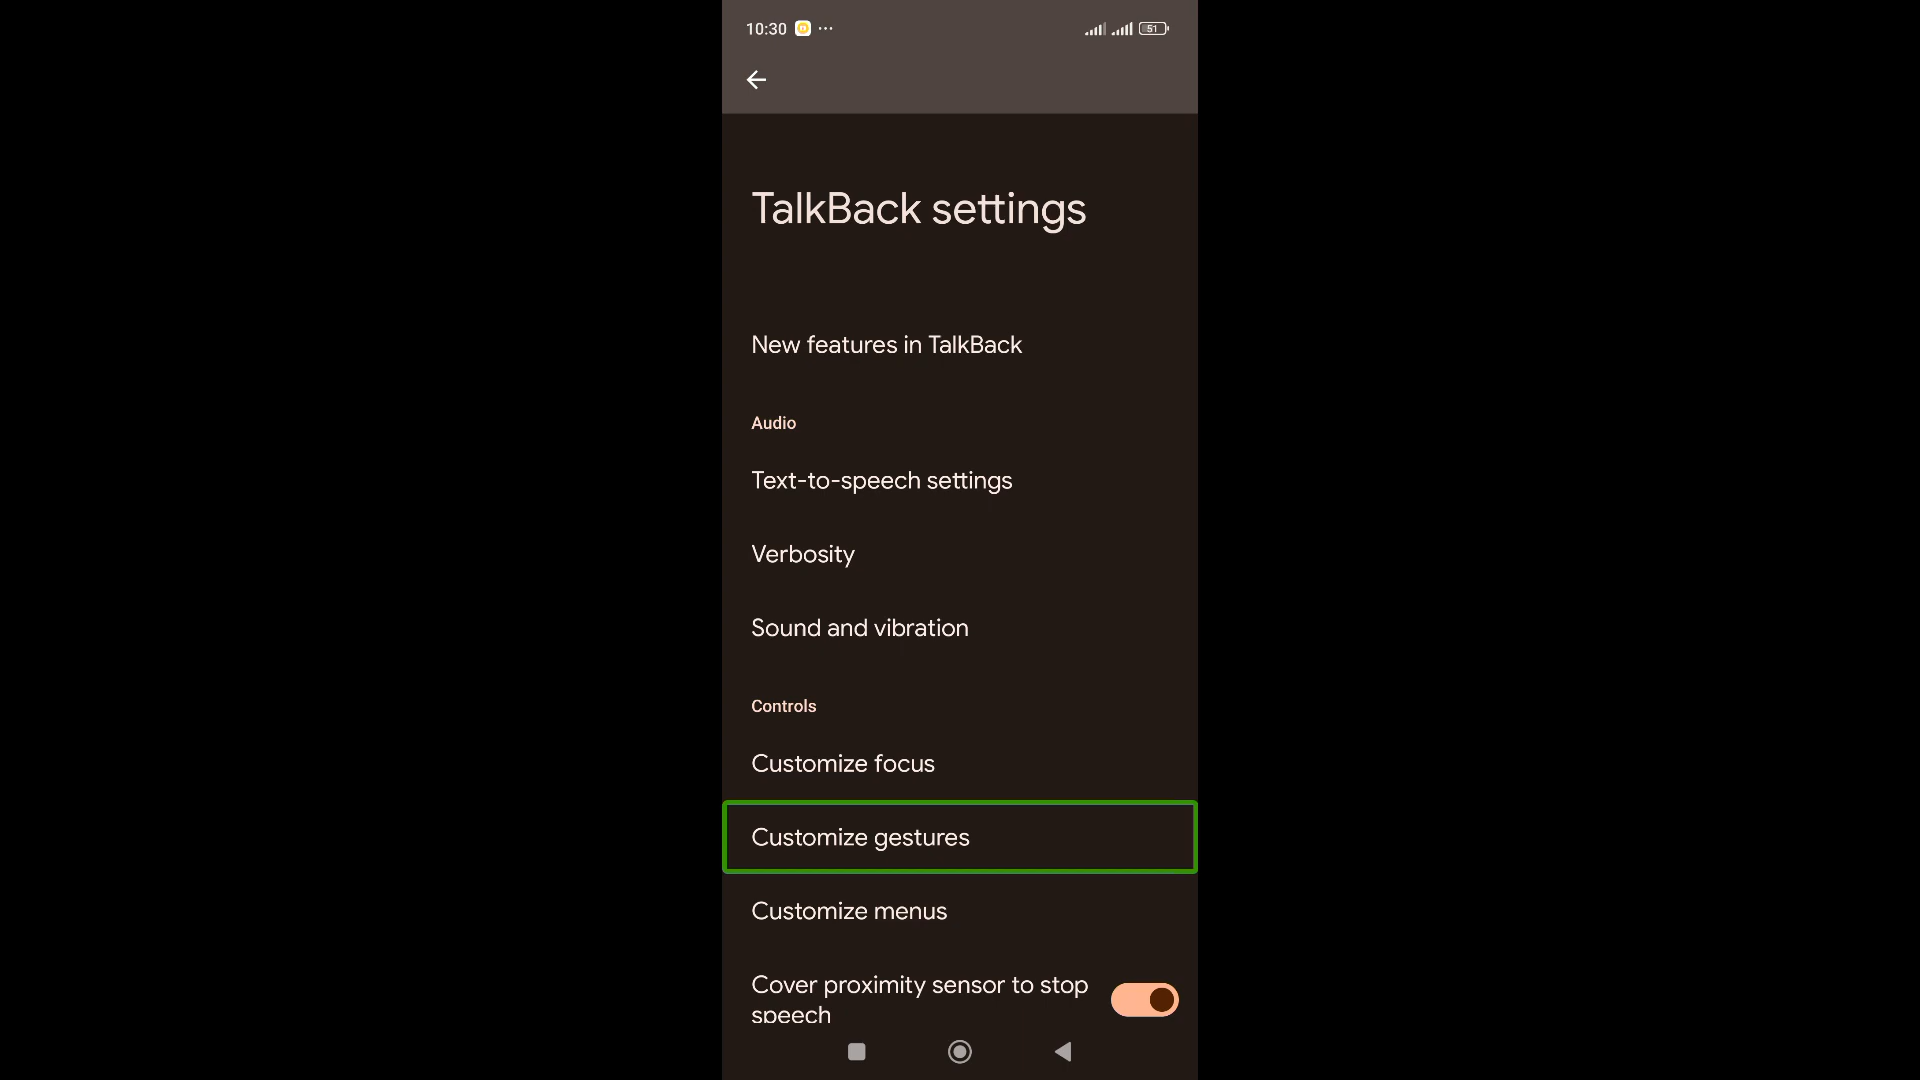 10:30
51
TalkBack settings
New features in TalkBack
Audio
Text-to-speech settings
Verbosity
Sound and vibration
Controls
Customize focus
Customize gestures
Customize menus
Cover proximity sensor to stop
speech